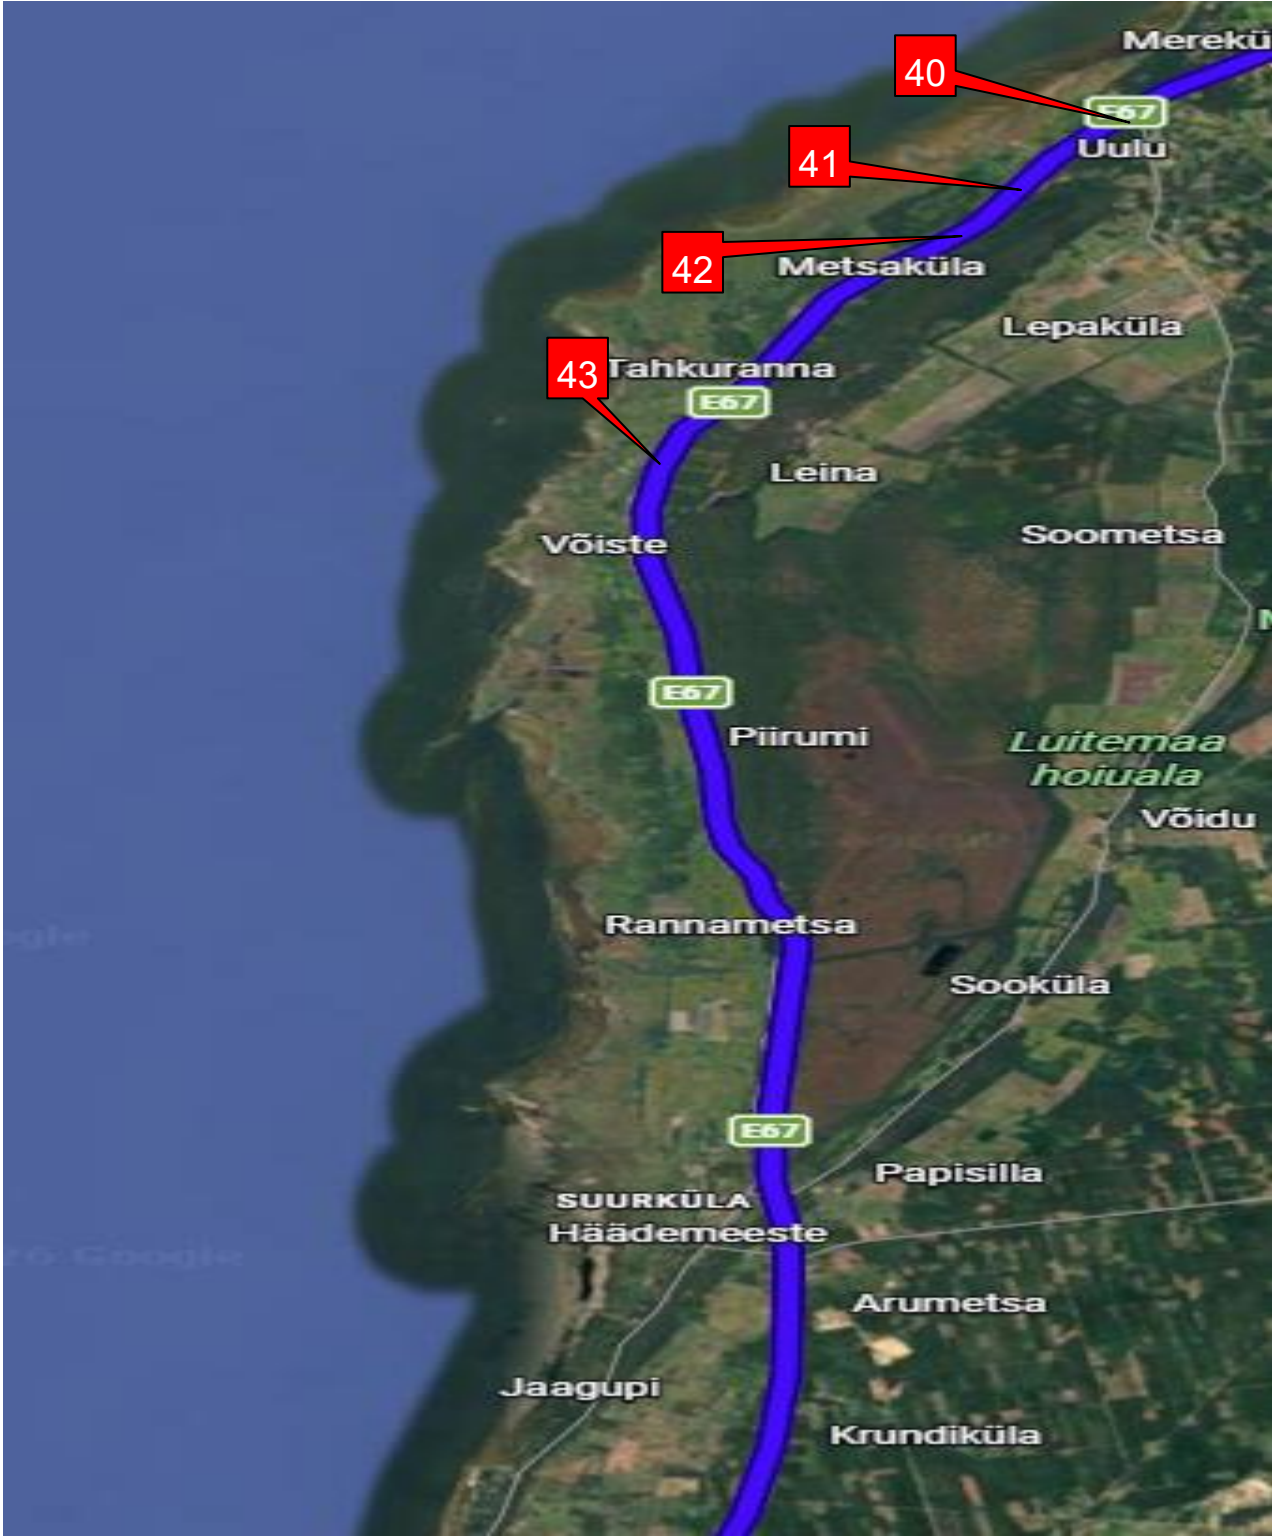 Merekü
40
E67
Uulu
41
42
Metsaküla
Lepaküla
43
Tahkuranna
E67
Leina
Soometsa
Võiste
E67
Piirumi
Luitemaa
hoiuala
Võidu
Rannametsa
Sooküla
E67
Papisilla
SUURKÜLA
Häädemeeste
Google
Arumetsa
Jaagupi
Krundiküla